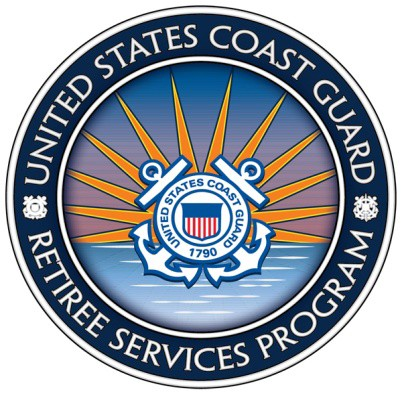 UNITED STATES COAST GUARD
UNITED STATES COAST GUARD
1790
RETIREE SERVICES PROGRAM